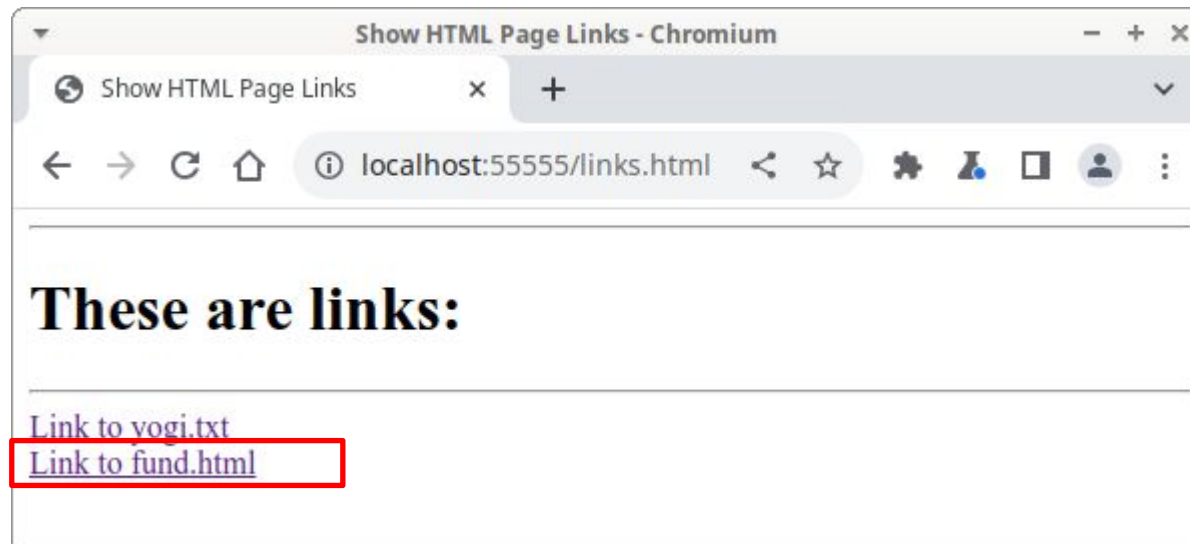 Show HTML Page Links - Chromium
Show HTML Page Links
localhost:55555/links.html
These are links:
Link to yogi.txt
Link to fund.html